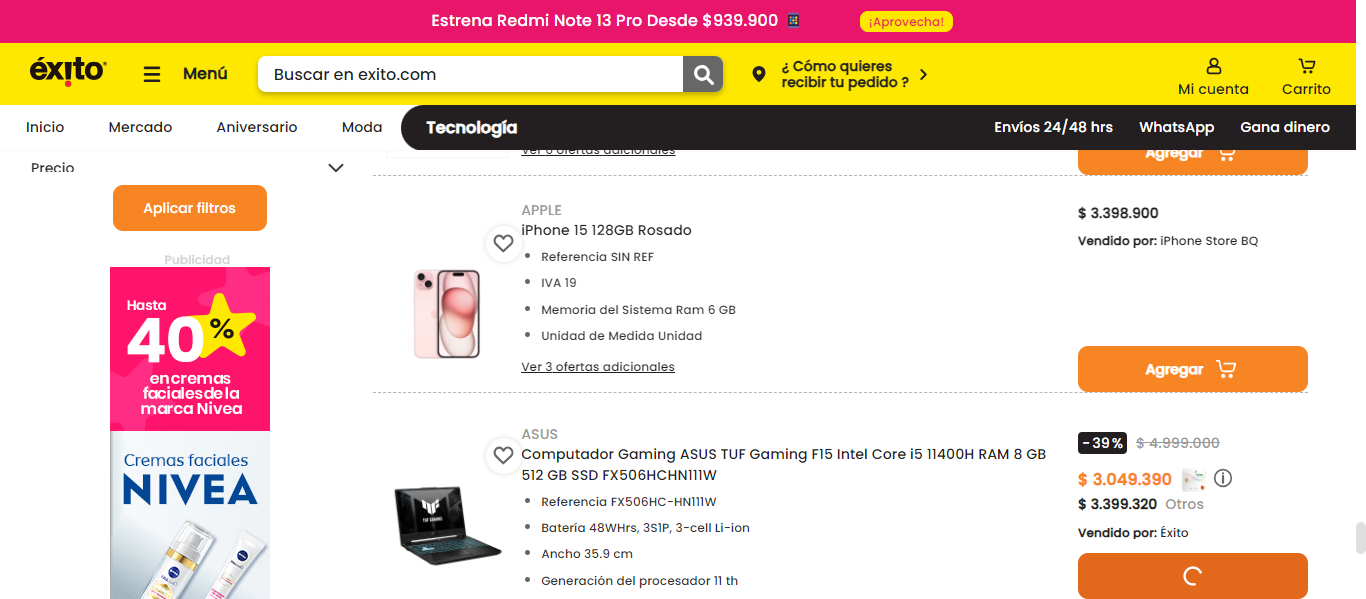 Estrena Redmi Note 13 Pro Desde $939.900
¡Aprovecha!
éxito
Menú
Buscar en exito.com
¿ Cómo quieres
recibir tu pedido ?
Mi cuenta
Carrito
Inicio
Mercado
Aniversario
Moda
Tecnología
Envíos 24/48 hrs
WhatsApp
Gana dinero
Precio
Aplicar filtros
Publicidad
Hasta
40%
en cremas
faciales de la
marca Nivea
Cremas faciales
NIVEA
Ver 6 ofertas adicionales
Agregar
APPLE
iPhone 15 128GB Rosado
Referencia SIN REF
IVA 19
Memoria del Sistema Ram 6 GB
Unidad de Medida Unidad
Ver 3 ofertas adicionales
$ 3.398.900
Vendido por: iPhone Store BQ
Agregar
ASUS
Computador Gaming ASUS TUF Gaming F15 Intel Core i5 11400H RAM 8 GB
512 GB SSD FX506HCHN111W
Referencia FX506HC-HN111W
Batería 48WHrs, 3S1P, 3-cell Li-ion
Ancho 35.9 cm
Generación del procesador 11 th
TUF GAMING
-39% $ 4.999.000
$ 3.049.390
$ 3.399.320 Otros
Vendido por: Éxito